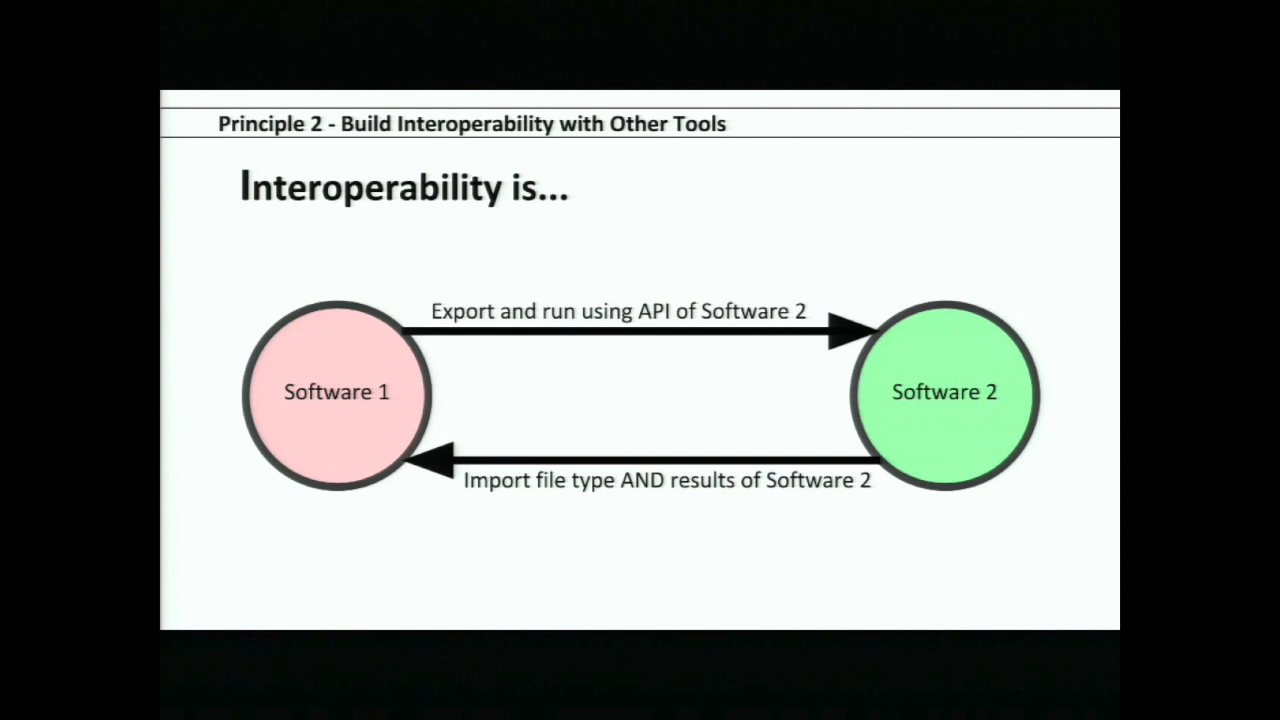 Principle 2 - Build Interoperability with Other Tools
Interoperability is...
Export and run using API of Software 2
Software 1
Software 2
Import file type AND results of Software 2